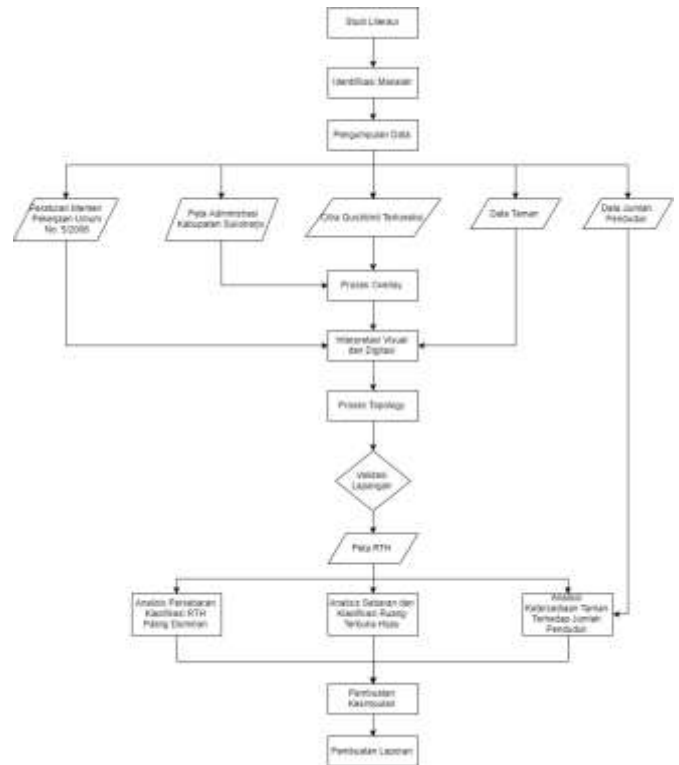 Studi Literatur
Identifikasi Masalah
Pengumpulan Data
Peraturan Menteri
Pekerjaan Umum
No. 5/2008
Peta Administrasi
Kabupaten Sukoharjo
Citra Quickbird Terkoreksi
Data Taman
Data Jumlah
Penduduk
Proses Overlay
Interpretasi Visual
dan Digitasi
Proses Topology
Validasi
Lapangan
Peta RTH
Analisis Persebaran
Klasifikasi RTH
Paling Dominan
Analisis Sebaran dan
Klasifikasi Ruang
Terbuka Hijau
Analisis
Ketersediaan Taman
Terhadap Jumlah
Penduduk
Pembuatan
Kesimpulan
Pembuatan Laporan